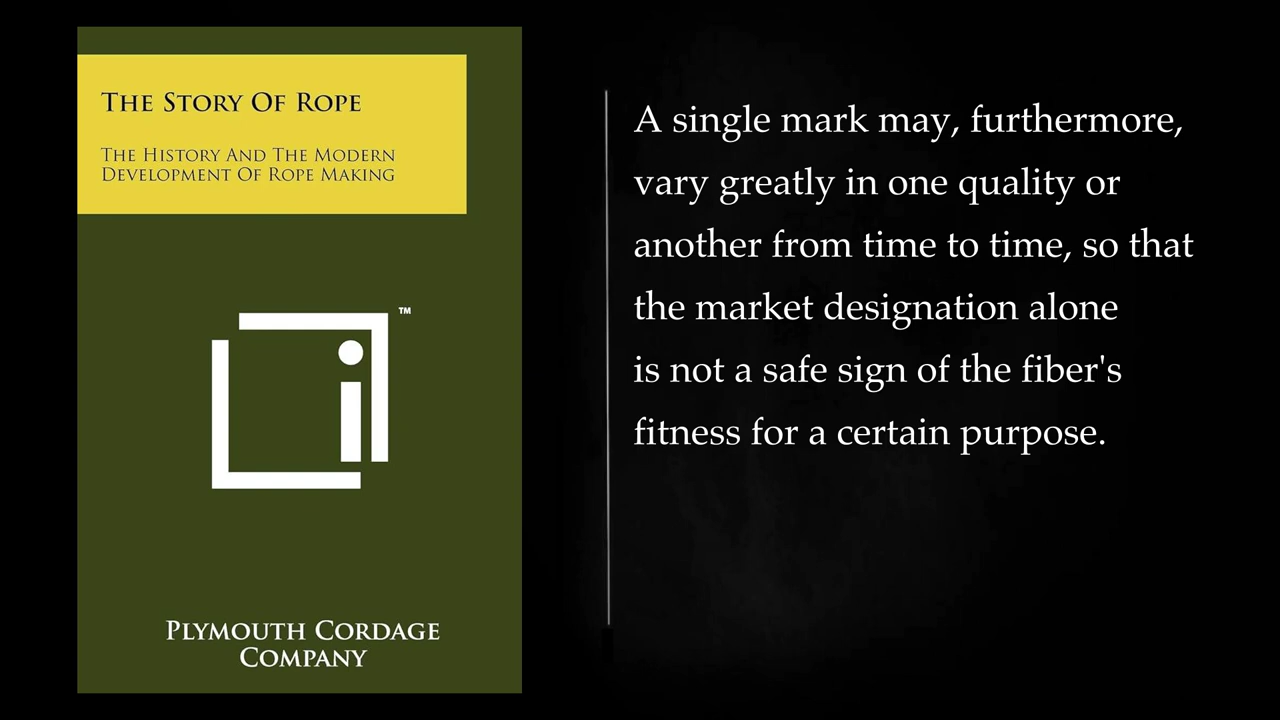 THE STORY OF ROPE
THE HISTORY AND THE MODERN
DEVELOPMENT OF ROPE MAKING
TM
PLYMOUTH CORDAGE
COMPANY
A single mark may, furthermore,
vary greatly in one quality or
another from time to time, so that
the market designation alone
is not a safe sign of the fiber's
fitness for a certain purpose.